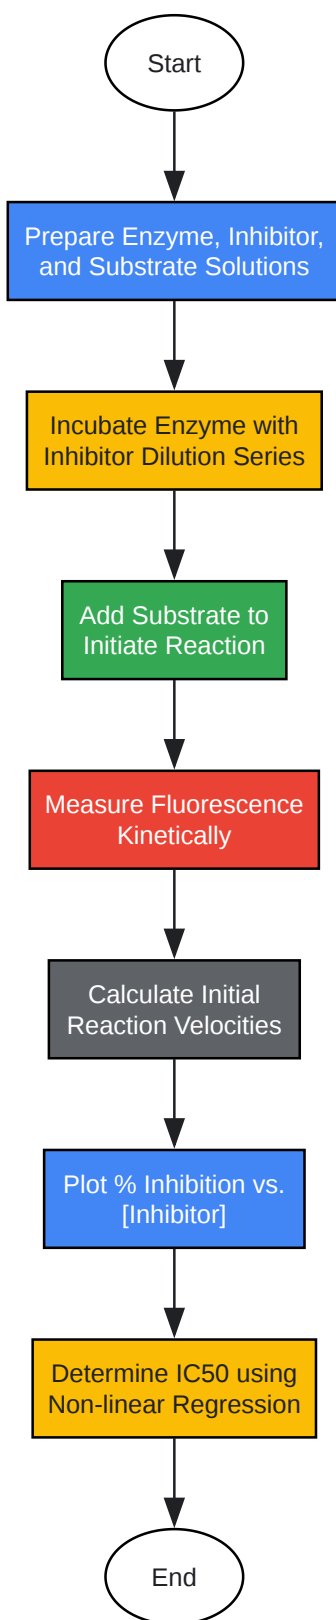 Start
Prepare Enzyme, Inhibitor,
and Substrate Solutions
Incubate Enzyme with
Inhibitor Dilution Series
Add Substrate to
Initiate Reaction
Measure Fluorescence
Kinetically
Calculate Initial
Reaction Velocities
Plot % Inhibition vs.
[Inhibitor]
Determine IC50 using
Non-linear Regression
End